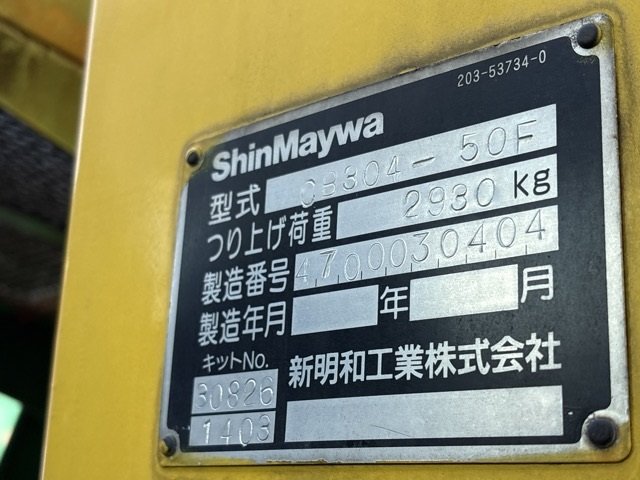 203-53734-0
ShinMaywa
型式 CB304-50F
つり上げ荷重 2930 kg
製造番号 4700030404
製造年月 年 月
キットNo. 新明和工業株式会社
30826
1403